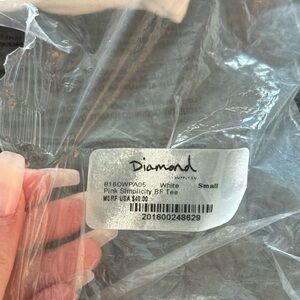 Diamond
SUPPLY CO
B16DWPA05 White Small
Pink Simplicity BF Tee
MSRP USA $40.00
201600248629